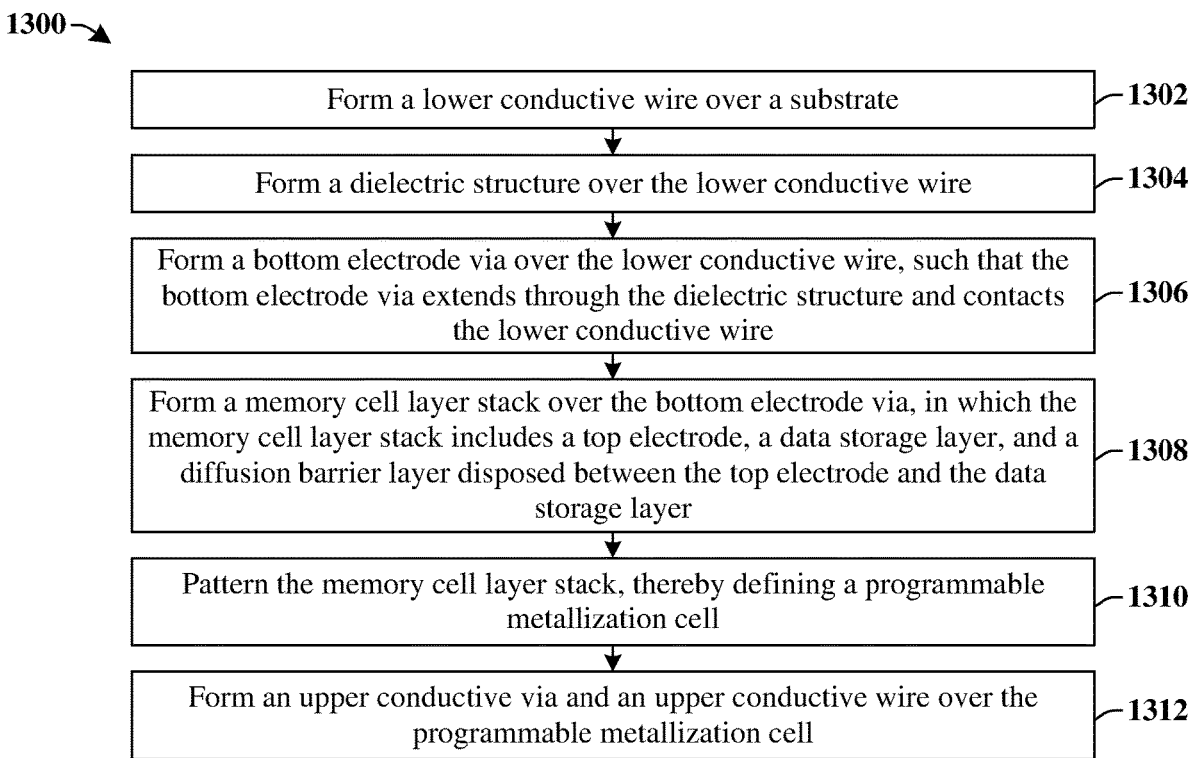 1300
Form a lower conductive wire over a substrate
1302
Form a dielectric structure over the lower conductive wire
1304
Form a bottom electrode via over the lower conductive wire, such that the
bottom electrode via extends through the dielectric structure and contacts
the lower conductive wire
1306
Form a memory cell layer stack over the bottom electrode via, in which the
memory cell layer stack includes a top electrode, a data storage layer, and a
diffusion barrier layer disposed between the top electrode and the data
storage layer
1308
Pattern the memory cell layer stack, thereby defining a programmable
metallization cell
1310
Form an upper conductive via and an upper conductive wire over the
programmable metallization cell
1312